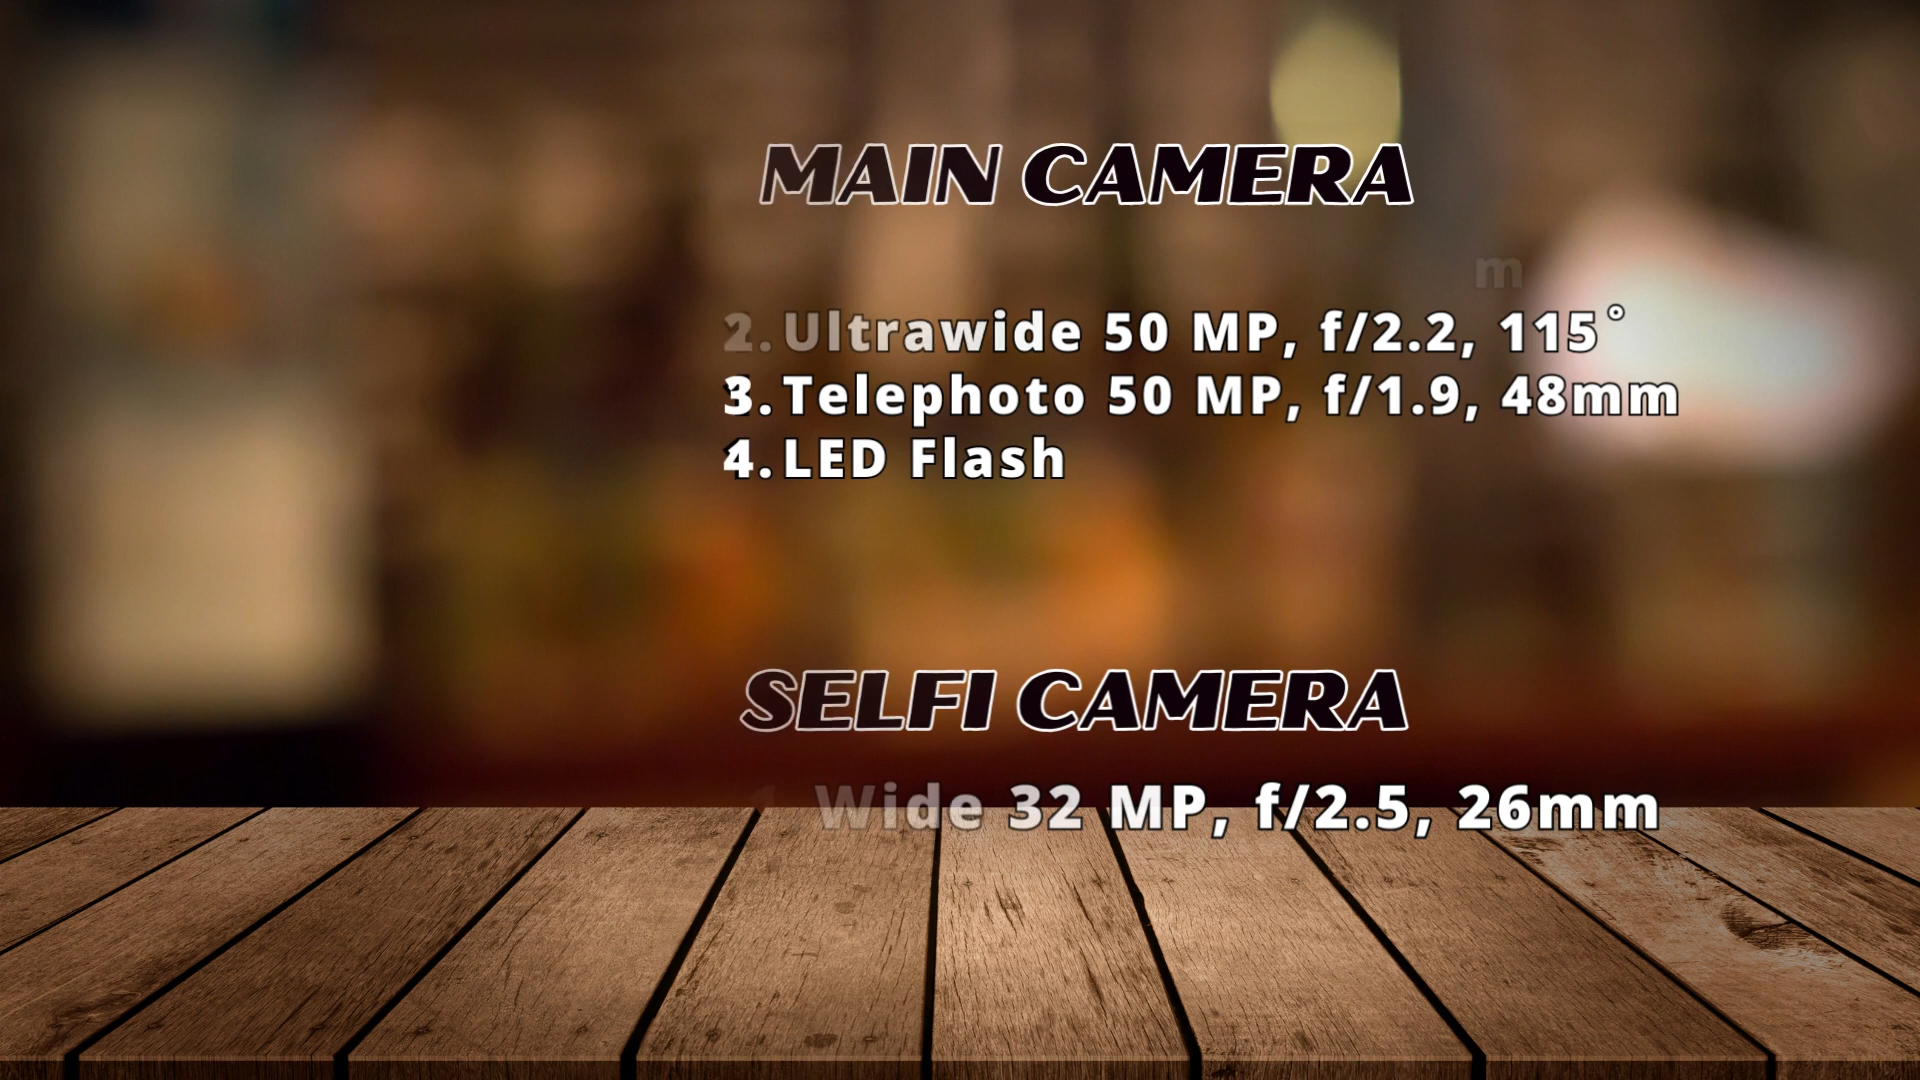 MAIN CAMERA
m
2. Ultrawide 50 MP, f/2.2, 115°
3. Telephoto 50 MP, f/1.9, 48mm
4. LED Flash
SELFI CAMERA
Wide 32 MP, f/2.5, 26mm